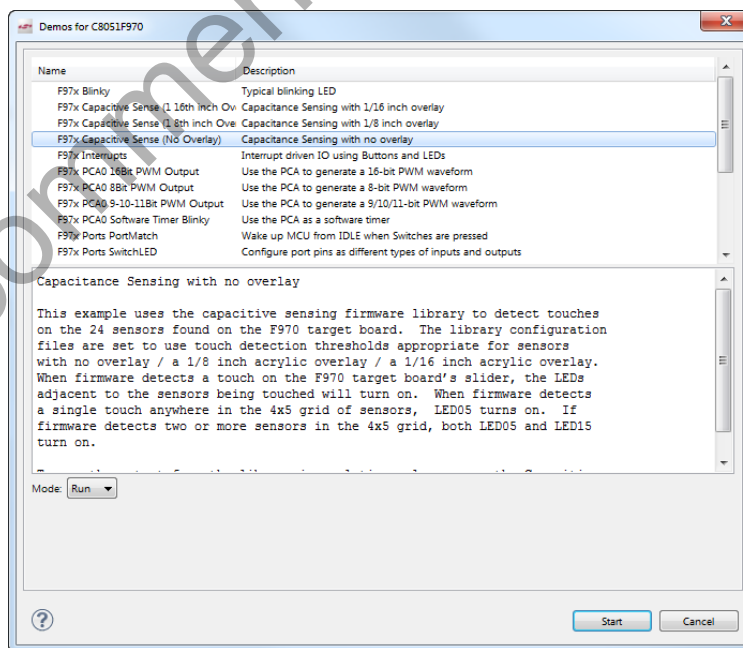 Demos for C8051F970
Name Description
F97x Blinky Typical blinking LED
F97x Capacitive Sense (1 16th inch Ov Capacitance Sensing with 1/16 inch overlay
F97x Capacitive Sense (1 8th inch Ove Capacitance Sensing with 1/8 inch overlay
F97x Capacitive Sense (No Overlay) Capacitance Sensing with no overlay
F97x Interrupts Interrupt driven IO using Buttons and LEDs
F97x PCA0 16Bit PWM Output Use the PCA to generate a 16-bit PWM waveform
F97x PCA0 8Bit PWM Output Use the PCA to generate a 8-bit PWM waveform
F97x PCA0 9-10-11Bit PWM Output Use the PCA to generate a 9/10/11-bit PWM waveform
F97x PCA0 Software Timer Blinky Use the PCA as a software timer
F97x Ports PortMatch Wake up MCU from IDLE when Switches are pressed
F97x Ports SwitchLED Configure port pins as different types of inputs and outputs
Capacitance Sensing with no overlay
This example uses the capacitive sensing firmware library to detect touches
on the 24 sensors found on the F970 target board. The library configuration
files are set to use touch detection thresholds appropriate for sensors
with no overlay / a 1/8 inch acrylic overlay / a 1/16 inch acrylic overlay.
When firmware detects a touch on the F970 target board's slider, the LEDs
adjacent to the sensors being touched will turn on. When firmware detects
a single touch anywhere in the 4x5 grid of sensors, LED05 turns on. If
firmware detects two or more sensors in the 4x5 grid, both LED05 and LED15
turn on.
Mode: Run
Start Cancel